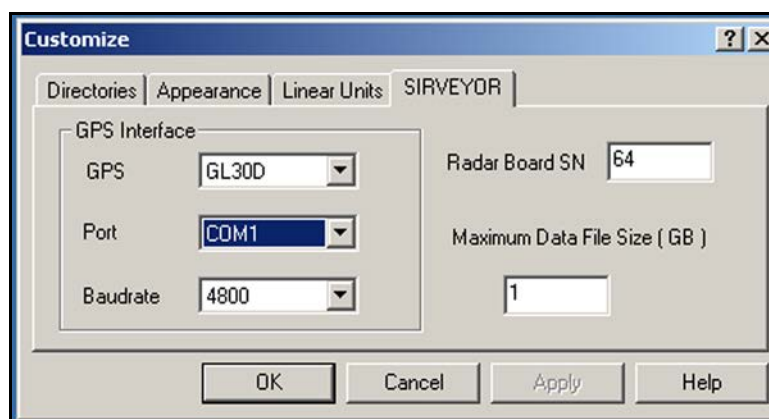 Customize
Directories Appearance Linear Units SIRVEYOR
GPS Interface
GPS GL30D
Radar Board SN 64
Port COM1
Maximum Data File Size ( GB )
Baudrate 4800
1
OK Cancel Apply Help